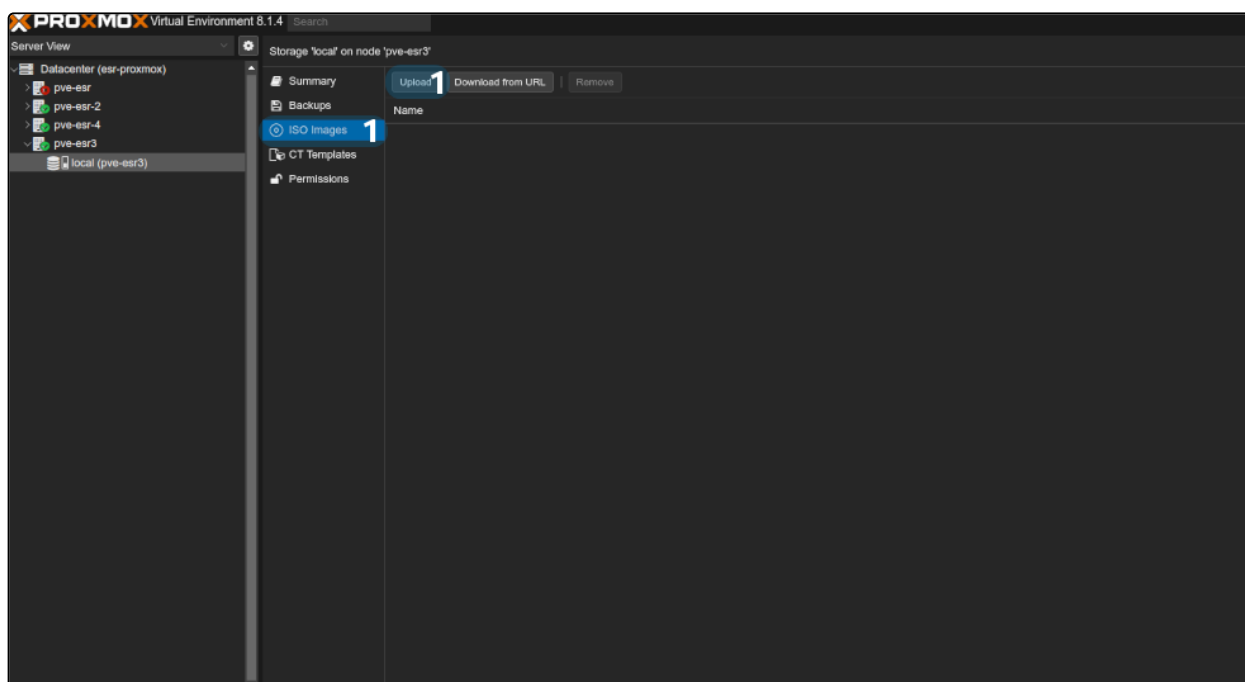 PROXMOX Virtual Environment 8.1.4 Search
Server View
Datacenter (esr-proxmox)
pve-esr
pve-esr-2
pve-esr-4
pve-esr3
local (pve-esr3)
Storage 'local' on node 'pve-esr3'
Summary
Backups
ISO Images 1
CT Templates
Permissions
Upload 1 Download from URL Remove
Name